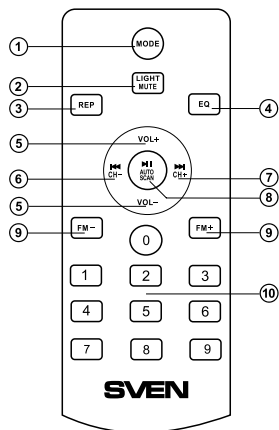 1 MODE
2 LIGHT MUTE
3 REP EQ 4
5 VOL+
6 CH− AUTO SCAN CH+ 7
8
5 VOL−
9 FM− FM+ 9
0
1 2 3
10
4 5 6
7 8 9
SVEN